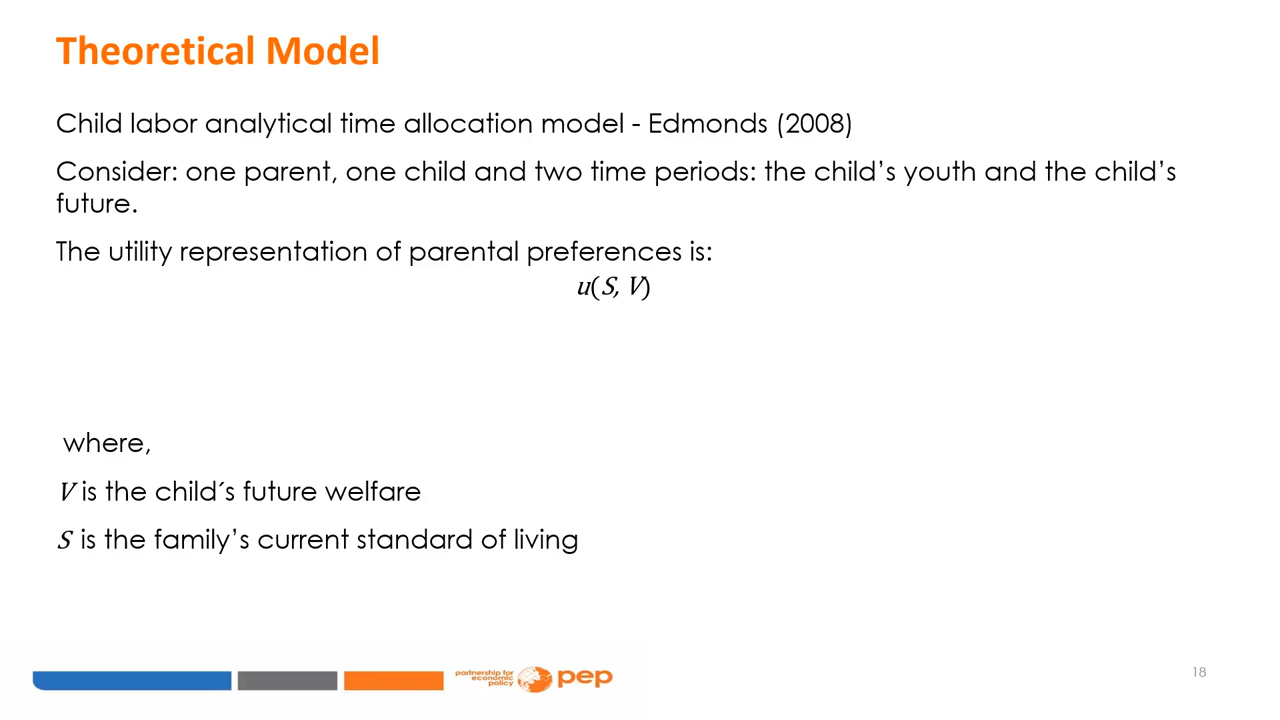 Theoretical Model
Child labor analytical time allocation model - Edmonds (2008)
Consider: one parent, one child and two time periods: the child’s youth and the child’s
future.
The utility representation of parental preferences is:
u(S, V)
where,
V is the child´s future welfare
S is the family’s current standard of living
partnership for
economic
policy
pep
18